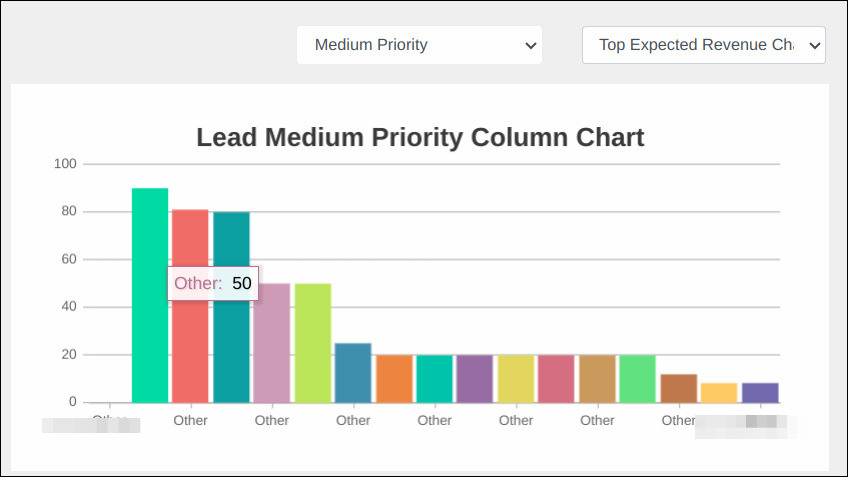 Medium Priority
Top Expected Revenue Ch
Lead Medium Priority Column Chart
100
80
60
40
20
0
Other: 50
Other Other Other Other Other Other Other Other